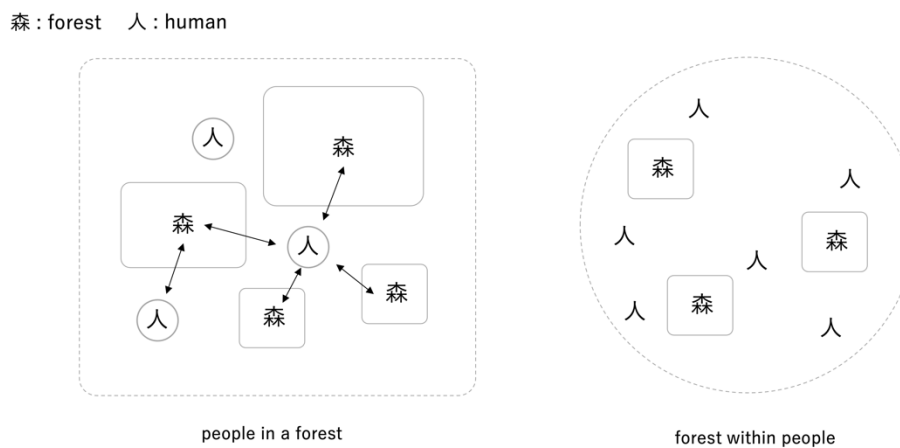 森 : forest 人 : human
人
森
森
人
森
人
森
people in a forest
人
森
人
人
森
人
森
人
人
forest within people